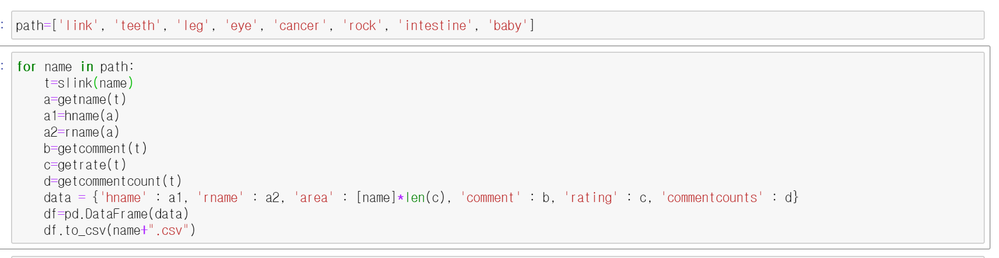 : path=['link', 'teeth', 'leg', 'eye', 'cancer', 'rock', 'intestine', 'baby']
: for name in path:
    t=slink(name)
    a=getname(t)
    a1=hname(a)
    a2=rname(a)
    b=getcomment(t)
    c=getrate(t)
    d=getcommentcount(t)
    data = {'hname' : a1, 'rname' : a2, 'area' : [name]*len(c), 'comment' : b, 'rating' : c, 'commentcounts' : d}
    df=pd.DataFrame(data)
    df.to_csv(name+".csv")